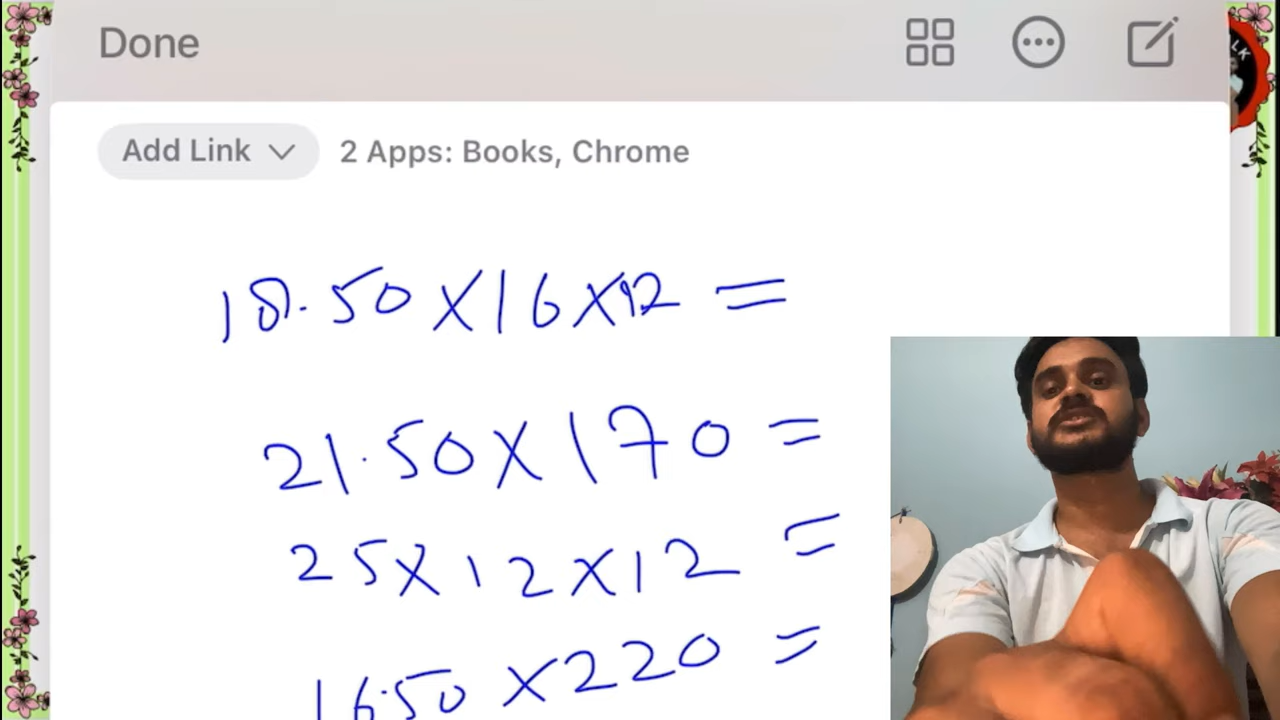 Done
Add Link 2 Apps: Books, Chrome
18.50×16×12=
21.50×170=
25×12×12=
16.50×220=